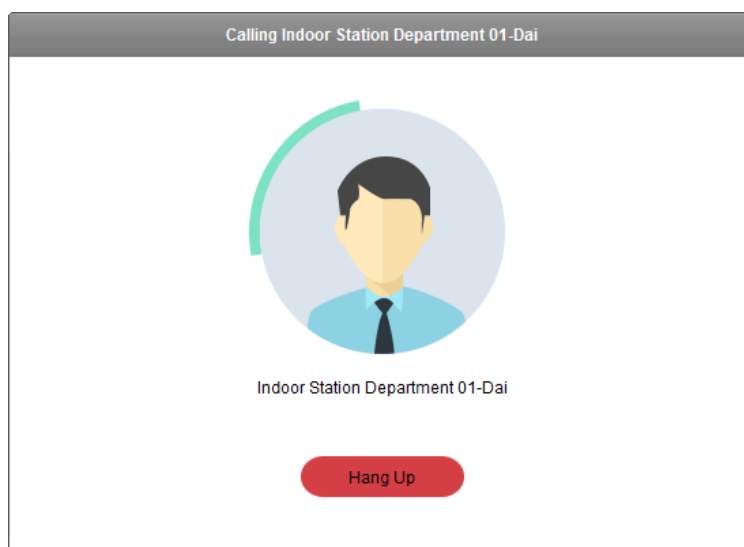 Calling Indoor Station Department 01-Dai
Indoor Station Department 01-Dai
Hang Up